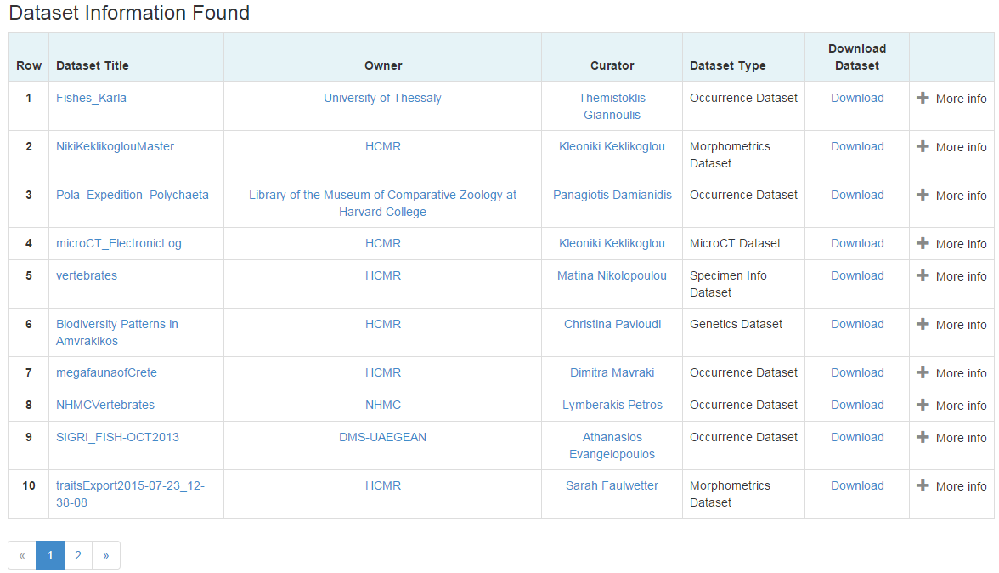 Dataset Information Found
Row Dataset Title Owner Curator Dataset Type Download Dataset
1 Fishes_Karla University of Thessaly Themistoklis Giannoulis Occurrence Dataset Download + More info
2 NikiKeklikoglouMaster HCMR Kleoniki Keklikoglou Morphometrics Dataset Download + More info
3 Pola_Expedition_Polychaeta Library of the Museum of Comparative Zoology at Harvard College Panagiotis Damianidis Occurrence Dataset Download + More info
4 microCT_ElectronicLog HCMR Kleoniki Keklikoglou MicroCT Dataset Download + More info
5 vertebrates HCMR Matina Nikolopoulou Specimen Info Dataset Download + More info
6 Biodiversity Patterns in Amvrakikos HCMR Christina Pavloudi Genetics Dataset Download + More info
7 megafaunaofCrete HCMR Dimitra Mavraki Occurrence Dataset Download + More info
8 NHMCVertebrates NHMC Lymberakis Petros Occurrence Dataset Download + More info
9 SIGRI_FISH-OCT2013 DMS-UAEGEAN Athanasios Evangelopoulos Occurrence Dataset Download + More info
10 traitsExport2015-07-23_12-38-08 HCMR Sarah Faulwetter Morphometrics Dataset Download + More info
« 1 2 »